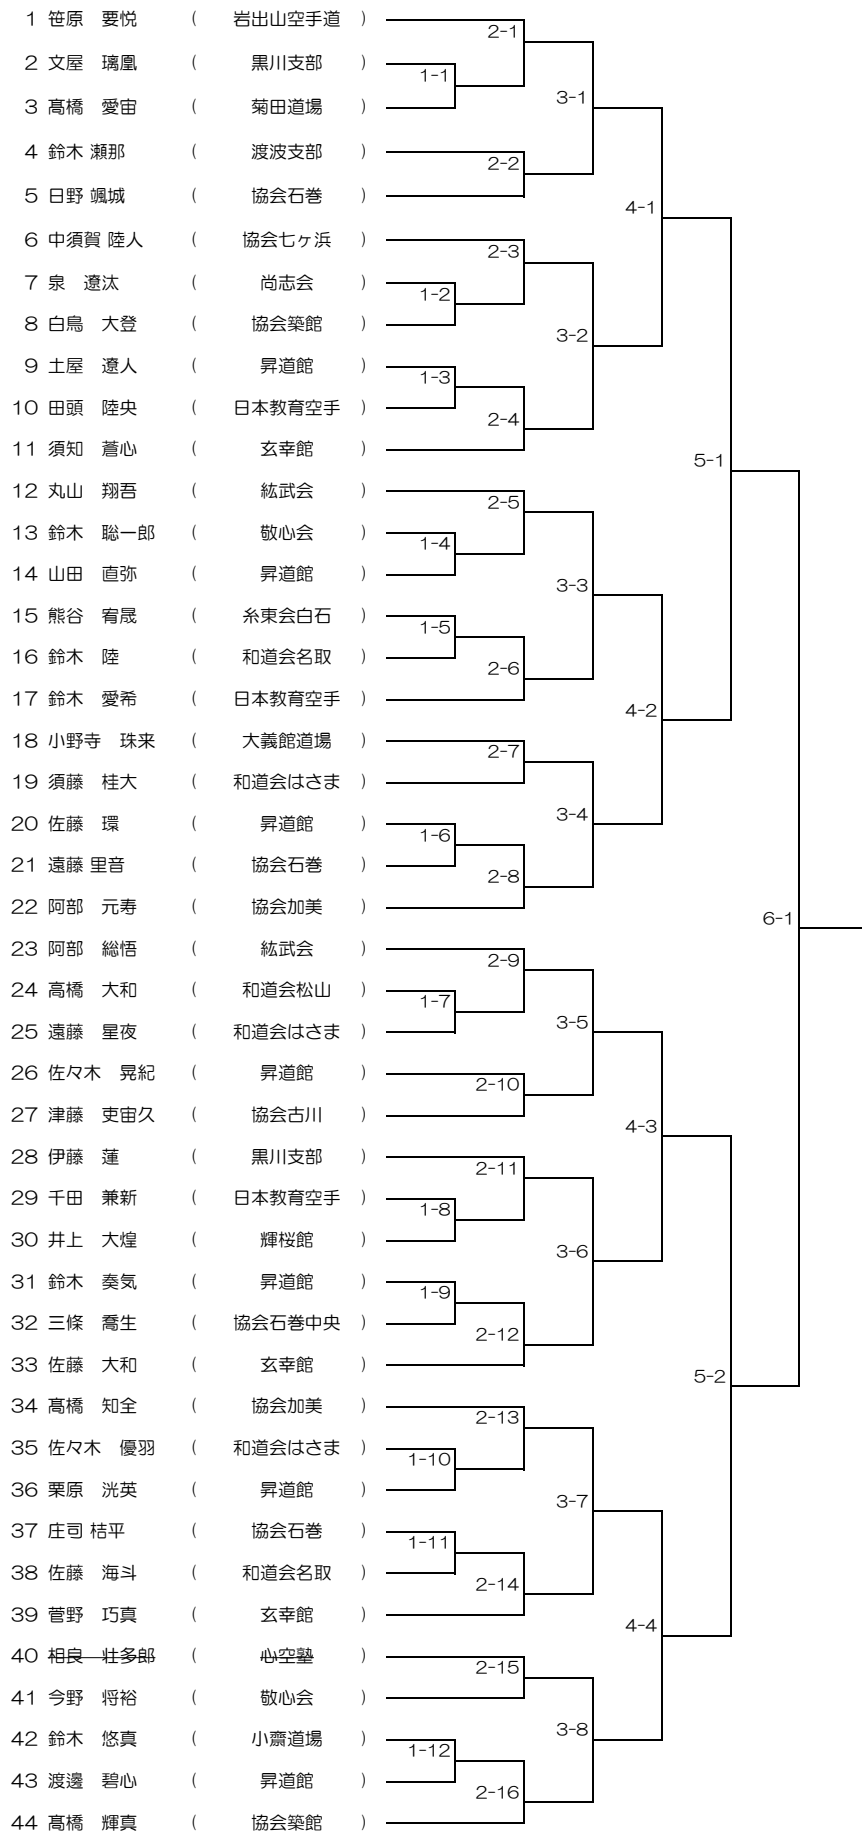 1 笹原　要悦 ( 岩出山空手道 )
2-1
2 文屋　璃凰 ( 黒川支部 )
1-1
3-1
3 髙橋　愛宙 ( 菊田道場 )
4 鈴木 瀬那 ( 渡波支部 )
2-2
5 日野 颯城 ( 協会石巻 )
4-1
6 中須賀 陸人 ( 協会七ヶ浜 )
2-3
7 泉　遼汰 ( 尚志会 )
1-2
8 白鳥　大登 ( 協会築館 )
3-2
9 土屋　遼人 ( 昇道館 )
1-3
10 田頭　陸央 ( 日本教育空手 )
2-4
11 須知　蒼心 ( 玄幸館 )
5-1
12 丸山　翔吾 ( 紘武会 )
2-5
13 鈴木　聡一郎 ( 敬心会 )
1-4
14 山田　直弥 ( 昇道館 )
3-3
15 熊谷　宥晟 ( 糸東会白石 )
1-5
16 鈴木　陸 ( 和道会名取 )
2-6
17 鈴木　愛希 ( 日本教育空手 )
4-2
18 小野寺　珠来 ( 大義館道場 )
2-7
19 須藤　桂大 ( 和道会はさま )
3-4
20 佐藤　環 ( 昇道館 )
1-6
21 遠藤 里音 ( 協会石巻 )
2-8
22 阿部　元寿 ( 協会加美 )
6-1
23 阿部　総悟 ( 紘武会 )
2-9
24 高橋　大和 ( 和道会松山 )
1-7
3-5
25 遠藤　星夜 ( 和道会はさま )
26 佐々木　晃紀 ( 昇道館 )
2-10
27 津藤　吏宙久 ( 協会古川 )
4-3
28 伊藤　蓮 ( 黒川支部 )
2-11
29 千田　兼新 ( 日本教育空手 )
1-8
30 井上　大煌 ( 輝桜館 )
3-6
31 鈴木　奏気 ( 昇道館 )
1-9
32 三條　喬生 ( 協会石巻中央 )
2-12
33 佐藤　大和 ( 玄幸館 )
5-2
34 髙橋　知全 ( 協会加美 )
2-13
35 佐々木　優羽 ( 和道会はさま )
1-10
36 栗原　洸英 ( 昇道館 )
3-7
37 庄司 桔平 ( 協会石巻 )
1-11
38 佐藤　海斗 ( 和道会名取 )
2-14
39 菅野　巧真 ( 玄幸館 )
4-4
40 相良　壮多郎 ( 心空塾 )
2-15
41 今野　将裕 ( 敬心会 )
3-8
42 鈴木　悠真 ( 小齋道場 )
1-12
43 渡邊　碧心 ( 昇道館 )
2-16
44 髙橋　輝真 ( 協会築館 )